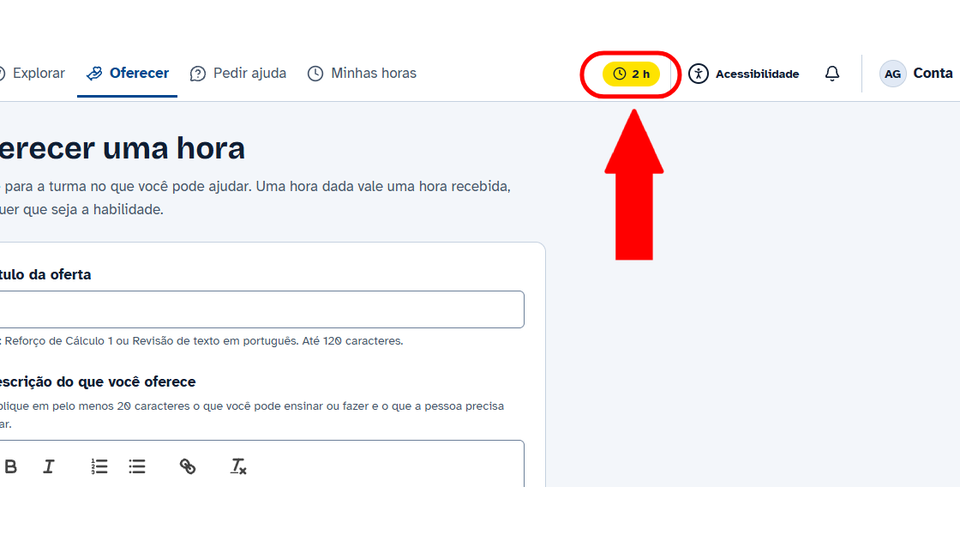 Explorar Oferecer Pedir ajuda Minhas horas 2 h Acessibilidade AG Conta
erecer uma hora
para a turma no que você pode ajudar. Uma hora dada vale uma hora recebida,
uer que seja a habilidade.
tulo da oferta
: Reforço de Cálculo 1 ou Revisão de texto em português. Até 120 caracteres.
escrição do que você oferece
plique em pelo menos 20 caracteres o que você pode ensinar ou fazer e o que a pessoa precisa
ar.